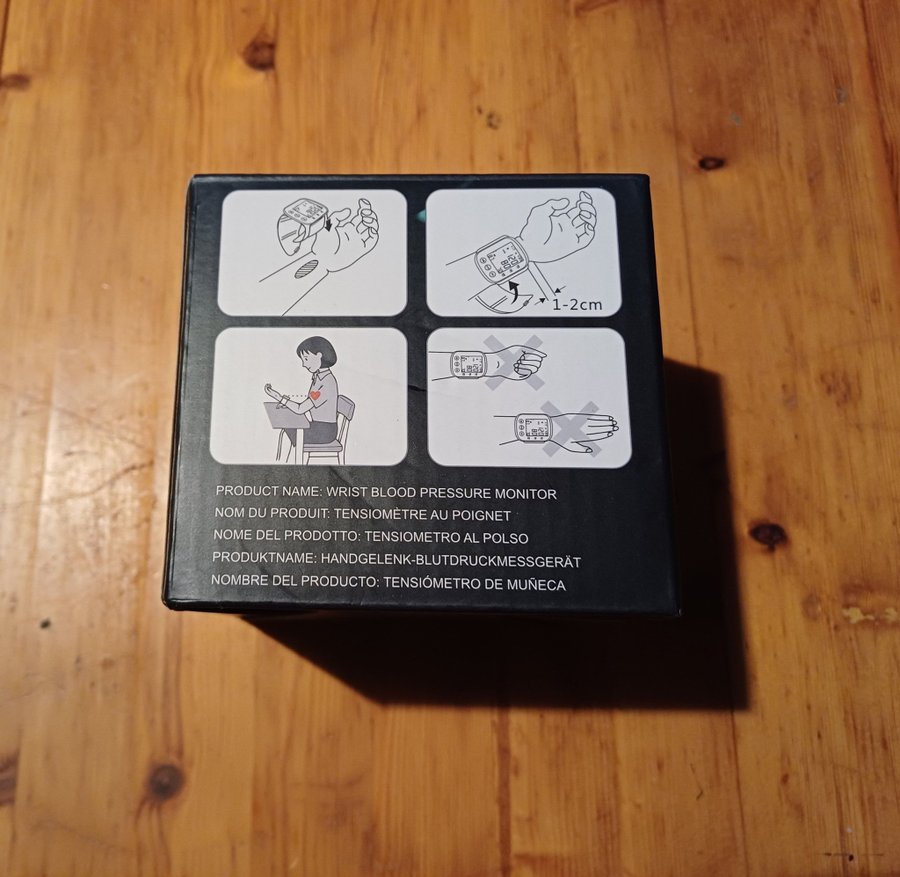 1-2cm
PRODUCT NAME: WRIST BLOOD PRESSURE MONITOR
NOM DU PRODUIT: TENSIOMÈTRE AU POIGNET
NOME DEL PRODOTTO: TENSIOMETRO AL POLSO
PRODUKTNAME: HANDGELENK-BLUTDRUCKMESSGERÄT
NOMBRE DEL PRODUCTO: TENSIÓMETRO DE MUÑECA